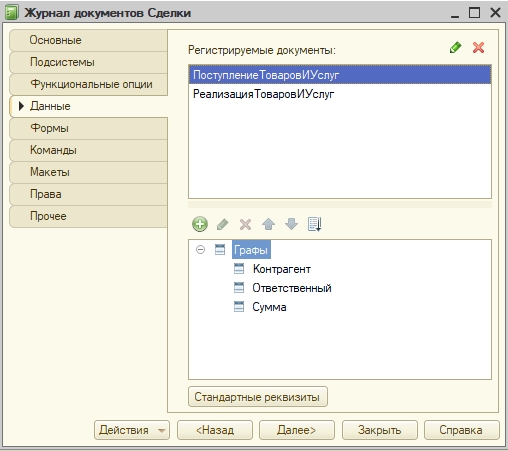 Журнал документов Сделки
Основные
Подсистемы
Функциональные опции
Данные
Формы
Команды
Макеты
Права
Прочее
Регистрируемые документы:
ПоступлениеТоваровИУслуг
РеализацияТоваровИУслуг
Графы
Контрагент
Ответственный
Сумма
Стандартные реквизиты
Действия
<Назад
Далее>
Закрыть
Справка